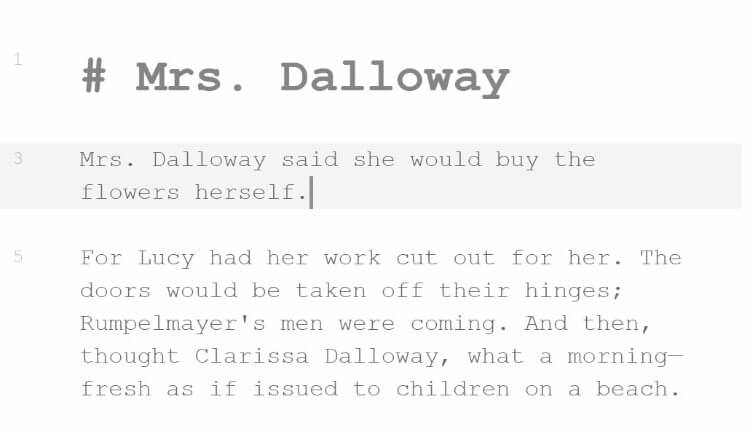 1 # Mrs. Dalloway
3 Mrs. Dalloway said she would buy the
flowers herself.
5 For Lucy had her work cut out for her. The
doors would be taken off their hinges;
Rumpelmayer's men were coming. And then,
thought Clarissa Dalloway, what a morning—
fresh as if issued to children on a beach.